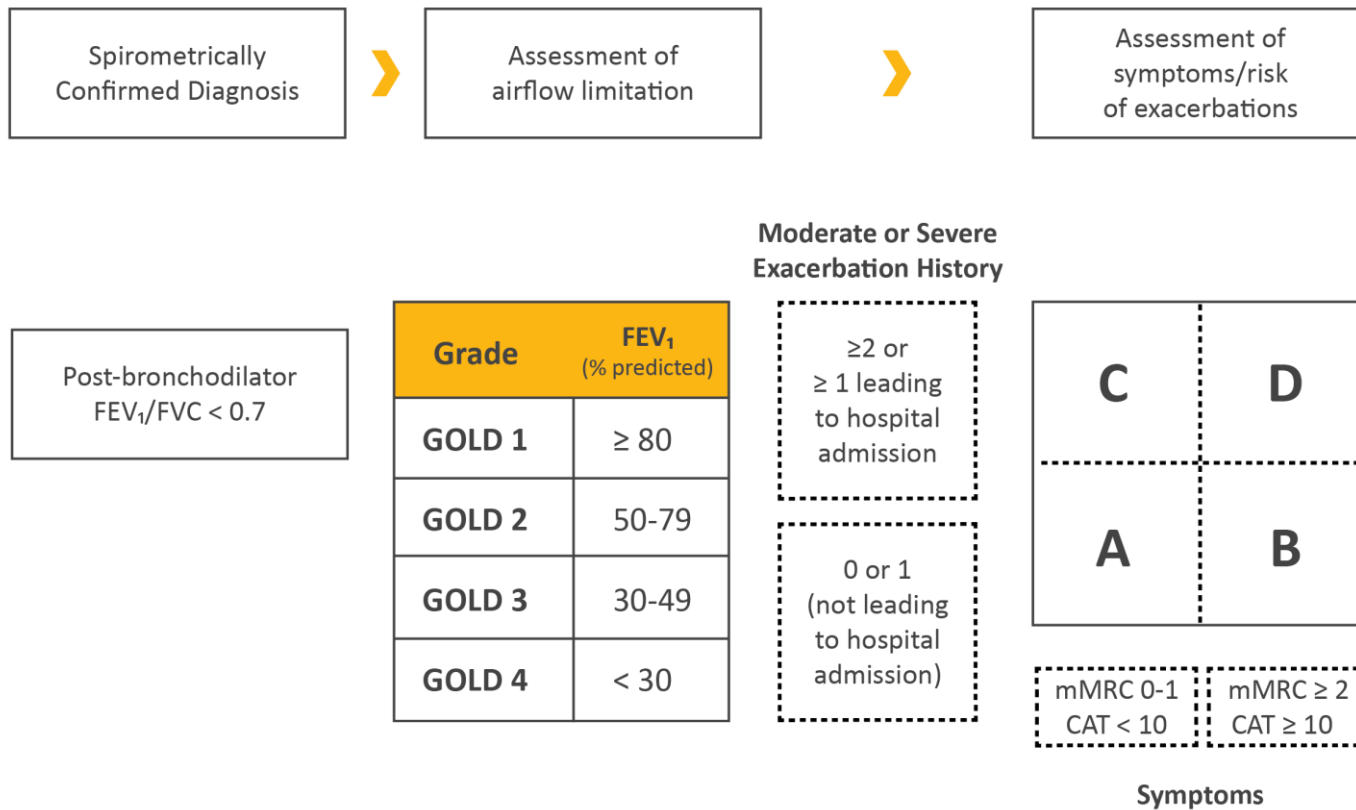 Spirometrically
Confirmed Diagnosis
Assessment of
airflow limitation
Assessment of
symptoms/risk
of exacerbations
Post-bronchodilator
FEV₁/FVC < 0.7
Grade
FEV₁
(% predicted)
GOLD 1
≥ 80
GOLD 2
50-79
GOLD 3
30-49
GOLD 4
< 30
Moderate or Severe
Exacerbation History
≥2 or
≥ 1 leading
to hospital
admission
0 or 1
(not leading
to hospital
admission)
C
D
A
B
mMRC 0-1
CAT < 10
mMRC ≥ 2
CAT ≥ 10
Symptoms